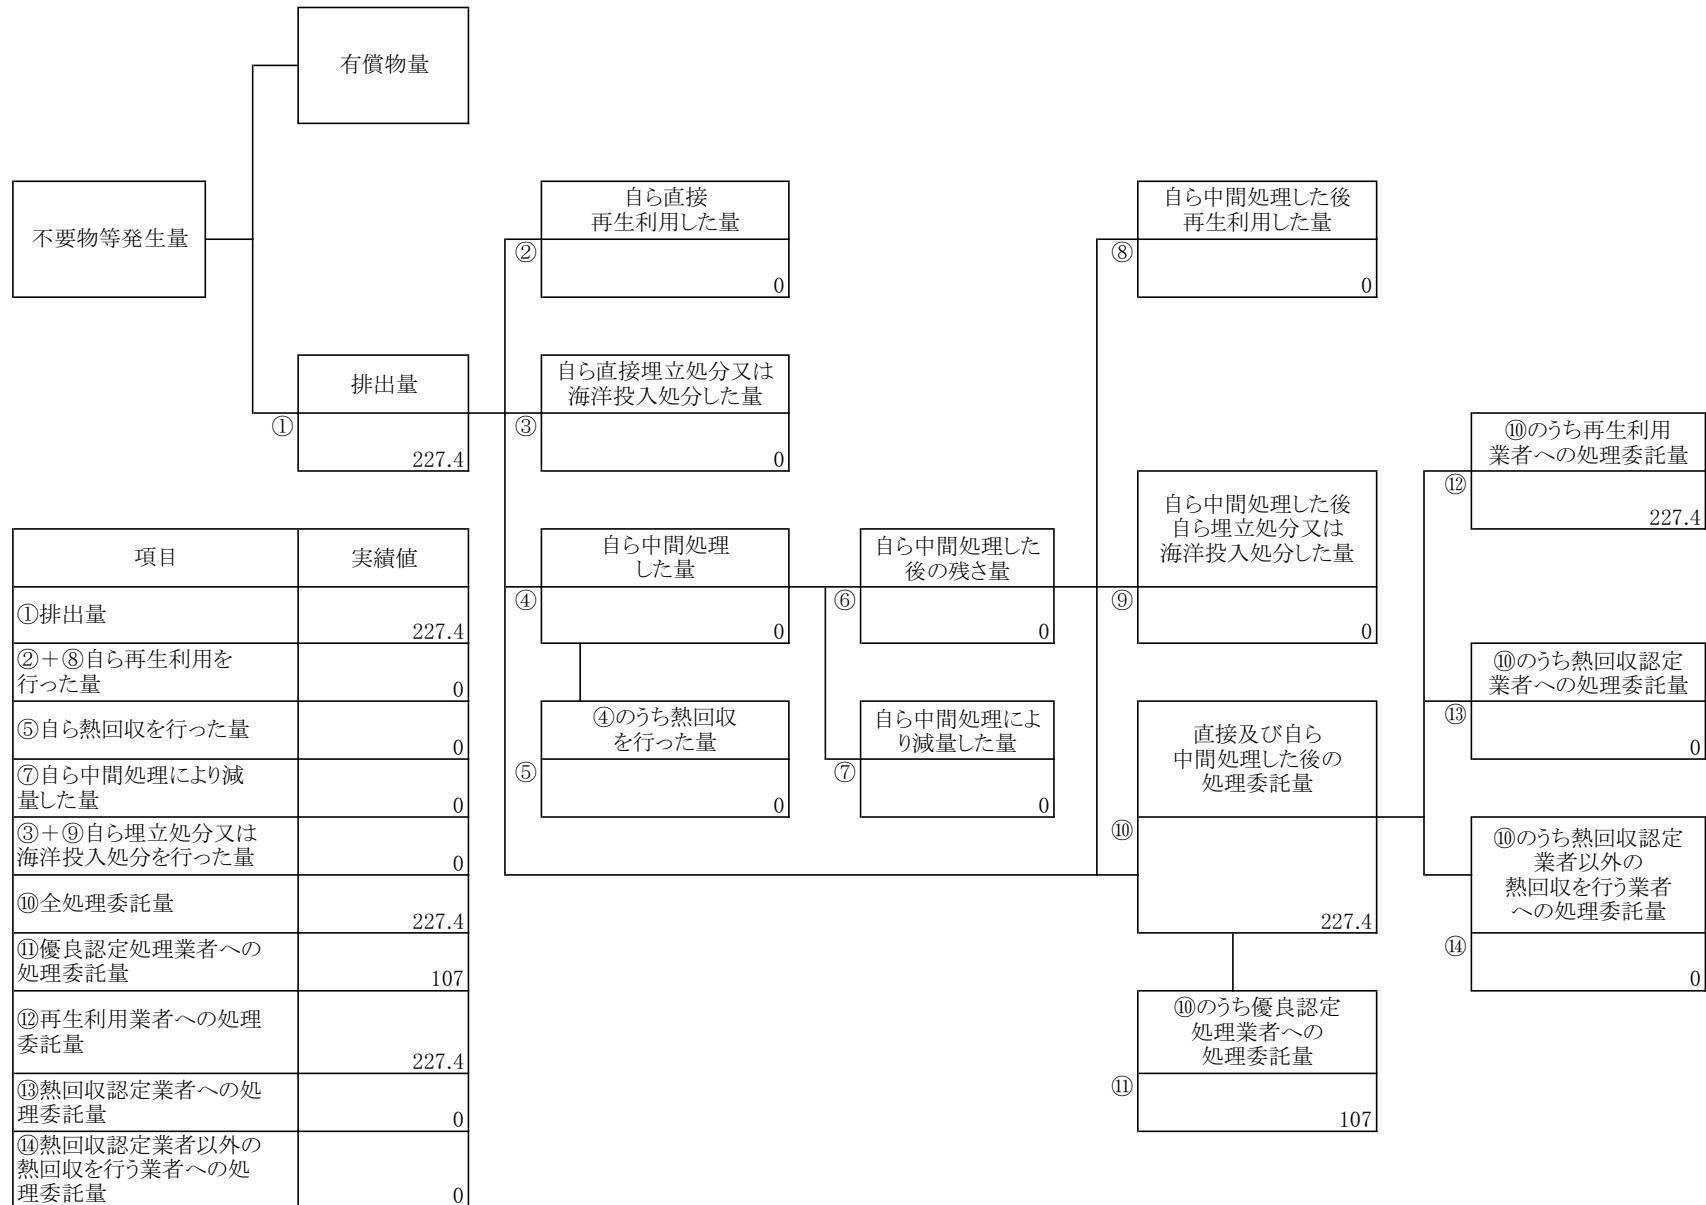 有償物量
不要物等発生量
自ら直接
再生利用した量
②
0
自ら中間処理した後
再生利用した量
⑧
0
排出量
①
227.4
自ら直接埋立処分又は
海洋投入処分した量
③
0
⑩のうち再生利用
業者への処理委託量
⑫
227.4
自ら中間処理
した量
④
0
自ら中間処理した
後の残さ量
⑥
0
自ら中間処理した後
自ら埋立処分又は
海洋投入処分した量
⑨
0
⑩のうち熱回収認定
業者への処理委託量
⑬
0
④のうち熱回収
を行った量
⑤
0
自ら中間処理によ
り減量した量
⑦
0
直接及び自ら
中間処理した後の
処理委託量
⑩
227.4
⑩のうち熱回収認定
業者以外の
熱回収を行う業者
への処理委託量
⑭
0
⑩のうち優良認定
処理業者への
処理委託量
⑪
107
項目 実績値
①排出量
227.4
②＋⑧自ら再生利用を
行った量
0
⑤自ら熱回収を行った量
0
⑦自ら中間処理により減
量した量
0
③＋⑨自ら埋立処分又は
海洋投入処分を行った量
0
⑩全処理委託量
227.4
⑪優良認定処理業者への
処理委託量
107
⑫再生利用業者への処理
委託量
227.4
⑬熱回収認定業者への処
理委託量
0
⑭熱回収認定業者以外の
熱回収を行う業者への処
理委託量
0